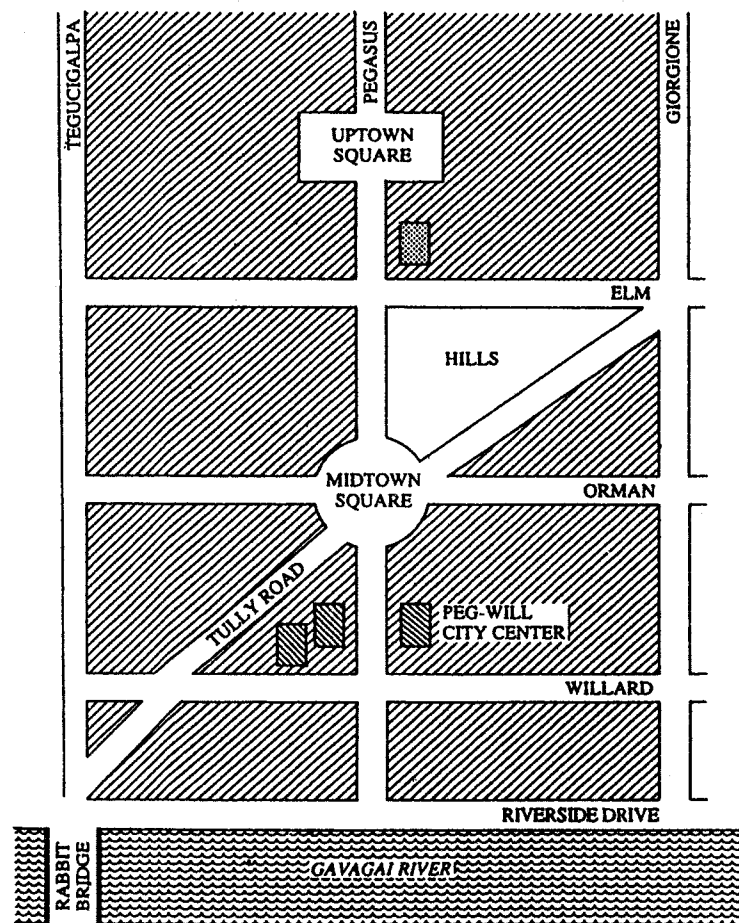 TEGUCIGALPA
PEGASUS
GIORGIONE
UPTOWN
SQUARE
ELM
HILLS
MIDTOWN
SQUARE
ORMAN
TULLY ROAD
PEG-WILL
CITY CENTER
WILLARD
RIVERSIDE DRIVE
RABBIT
BRIDGE
GAVAGAI RIVER